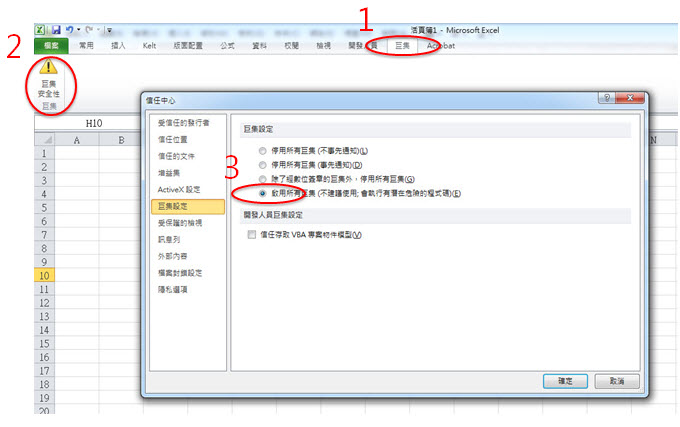 1
活頁簿1 - Microsoft Excel
2
檔案 常用 插入 Kelt 版面配置 公式 資料 校閱 檢視 開發人員 巨集 Acrobat
巨集
安全性
巨集
信任中心
H10
A B N
1
2
3
4
5
6
7
8
9
10
11
12
13
14
15
16
17
18
19
20
受信任的發行者
信任位置
信任的文件
增益集
ActiveX 設定
巨集設定
受保護的檢視
訊息列
外部內容
檔案封鎖設定
隱私選項
巨集設定
停用所有巨集 (不事先通知)(L)
停用所有巨集 (事先通知)(D)
3
除了經數位簽章的巨集外，停用所有巨集(G)
啟用所有巨集 (不建議使用; 會執行有潛在危險的程式碼)(E)
開發人員巨集設定
信任存取 VBA 專案物件模型(V)
確定 取消